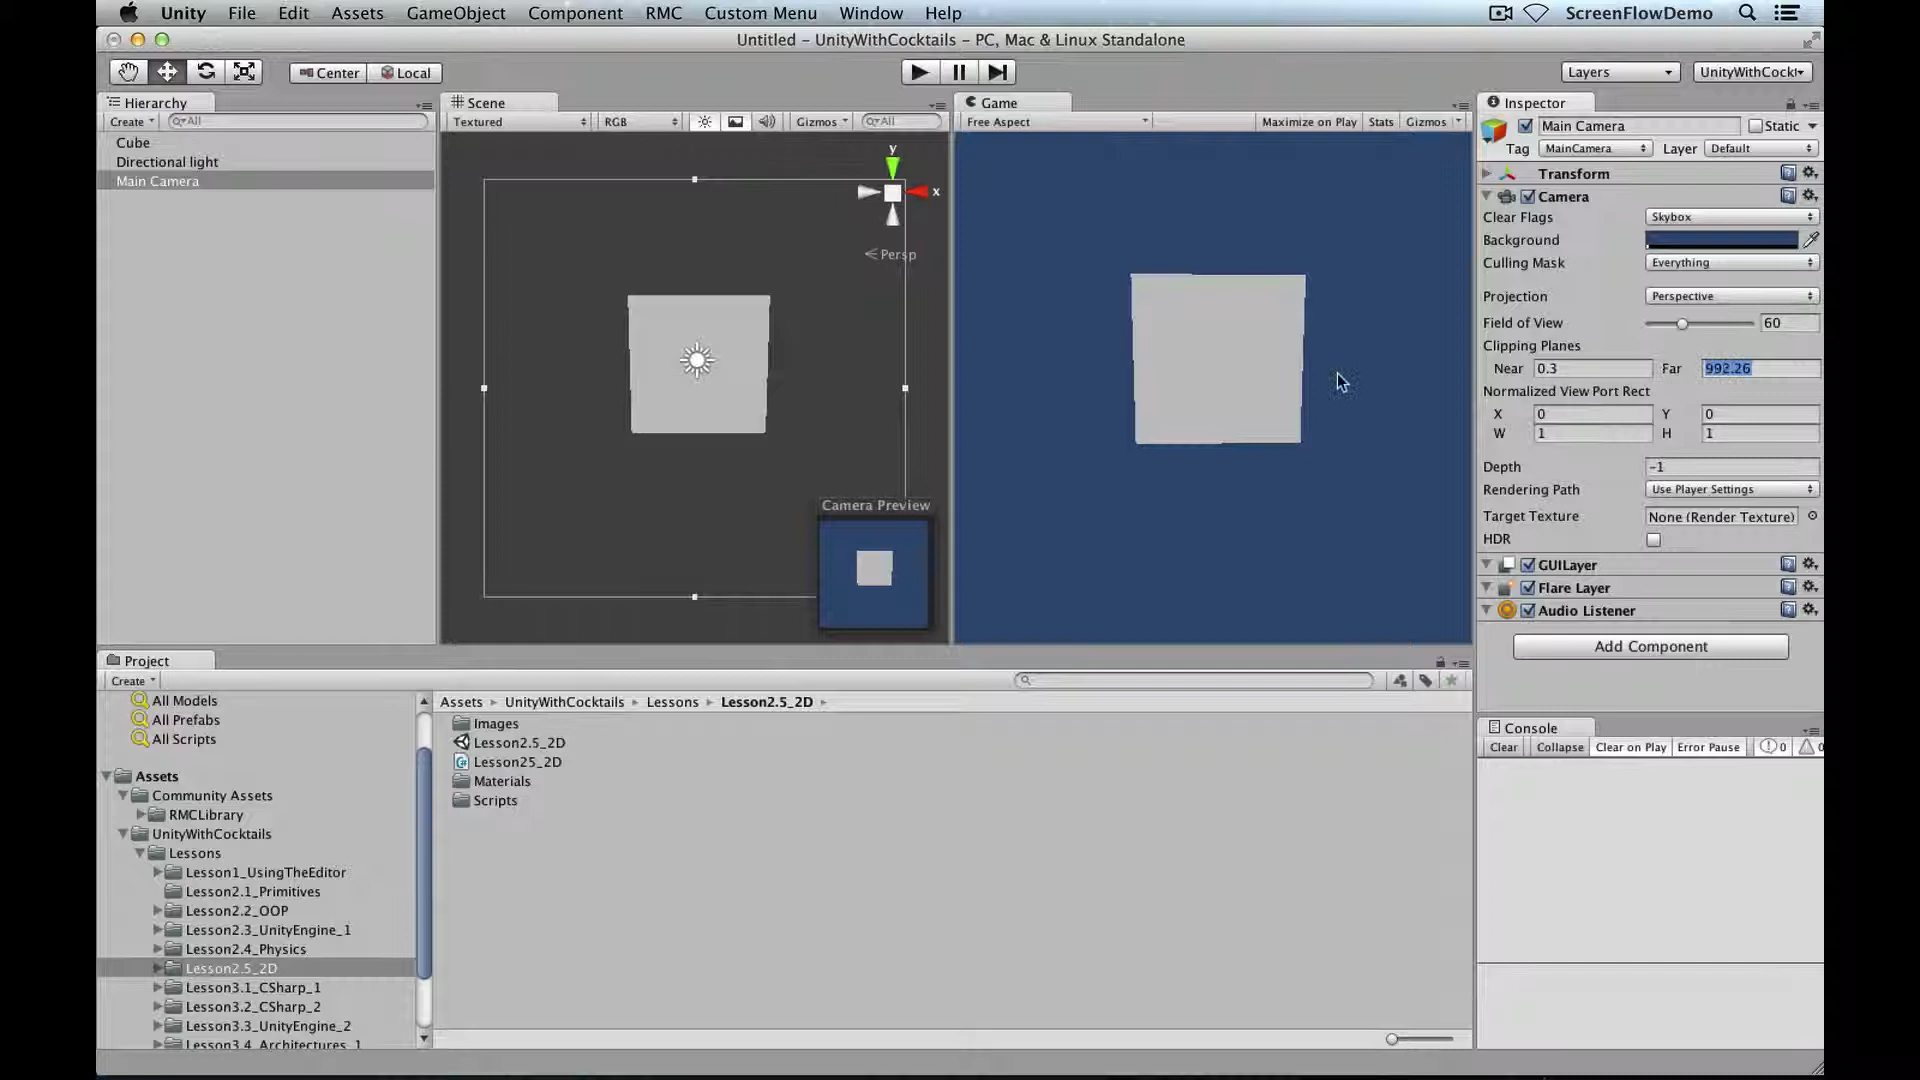 Unity File Edit Assets GameObject Component RMC Custom Menu Window Help ScreenFlowDemo
Untitled – UnityWithCocktails – PC, Mac & Linux Standalone
Center Local Layers UnityWithCockt
Hierarchy
Create All
Cube
Directional light
Main Camera
Scene
Textured RGB Gizmos All
y
x
Persp
Camera Preview
Game
Free Aspect Maximize on Play Stats Gizmos
Inspector
Main Camera Static
Tag MainCamera Layer Default
Transform
Camera
Clear Flags Skybox
Background
Culling Mask Everything
Projection Perspective
Field of View 60
Clipping Planes
Near 0.3 Far 992.26
Normalized View Port Rect
X 0 Y 0
W 1 H 1
Depth -1
Rendering Path Use Player Settings
Target Texture None (Render Texture)
HDR
GUILayer
Flare Layer
Audio Listener
Add Component
Project
Create
All Models
All Prefabs
All Scripts
Assets
Community Assets
RMCLibrary
UnityWithCocktails
Lessons
Lesson1_UsingTheEditor
Lesson2.1_Primitives
Lesson2.2_OOP
Lesson2.3_UnityEngine_1
Lesson2.4_Physics
Lesson2.5_2D
Lesson3.1_CSharp_1
Lesson3.2_CSharp_2
Lesson3.3_UnityEngine_2
Lesson3.4_Architectures_1
Assets UnityWithCocktails Lessons Lesson2.5_2D
Images
Lesson2.5_2D
Lesson25_2D
Materials
Scripts
Console
Clear Collapse Clear on Play Error Pause 0 0